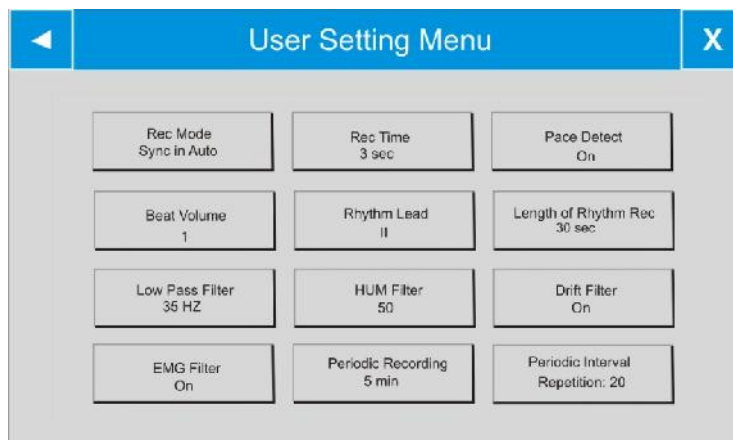 ◄ User Setting Menu X
Rec Mode
Sync in Auto
Rec Time
3 sec
Pace Detect
On
Beat Volume
1
Rhythm Lead
II
Length of Rhythm Rec
30 sec
Low Pass Filter
35 HZ
HUM Filter
50
Drift Filter
On
EMG Filter
On
Periodic Recording
5 min
Periodic Interval
Repetition: 20